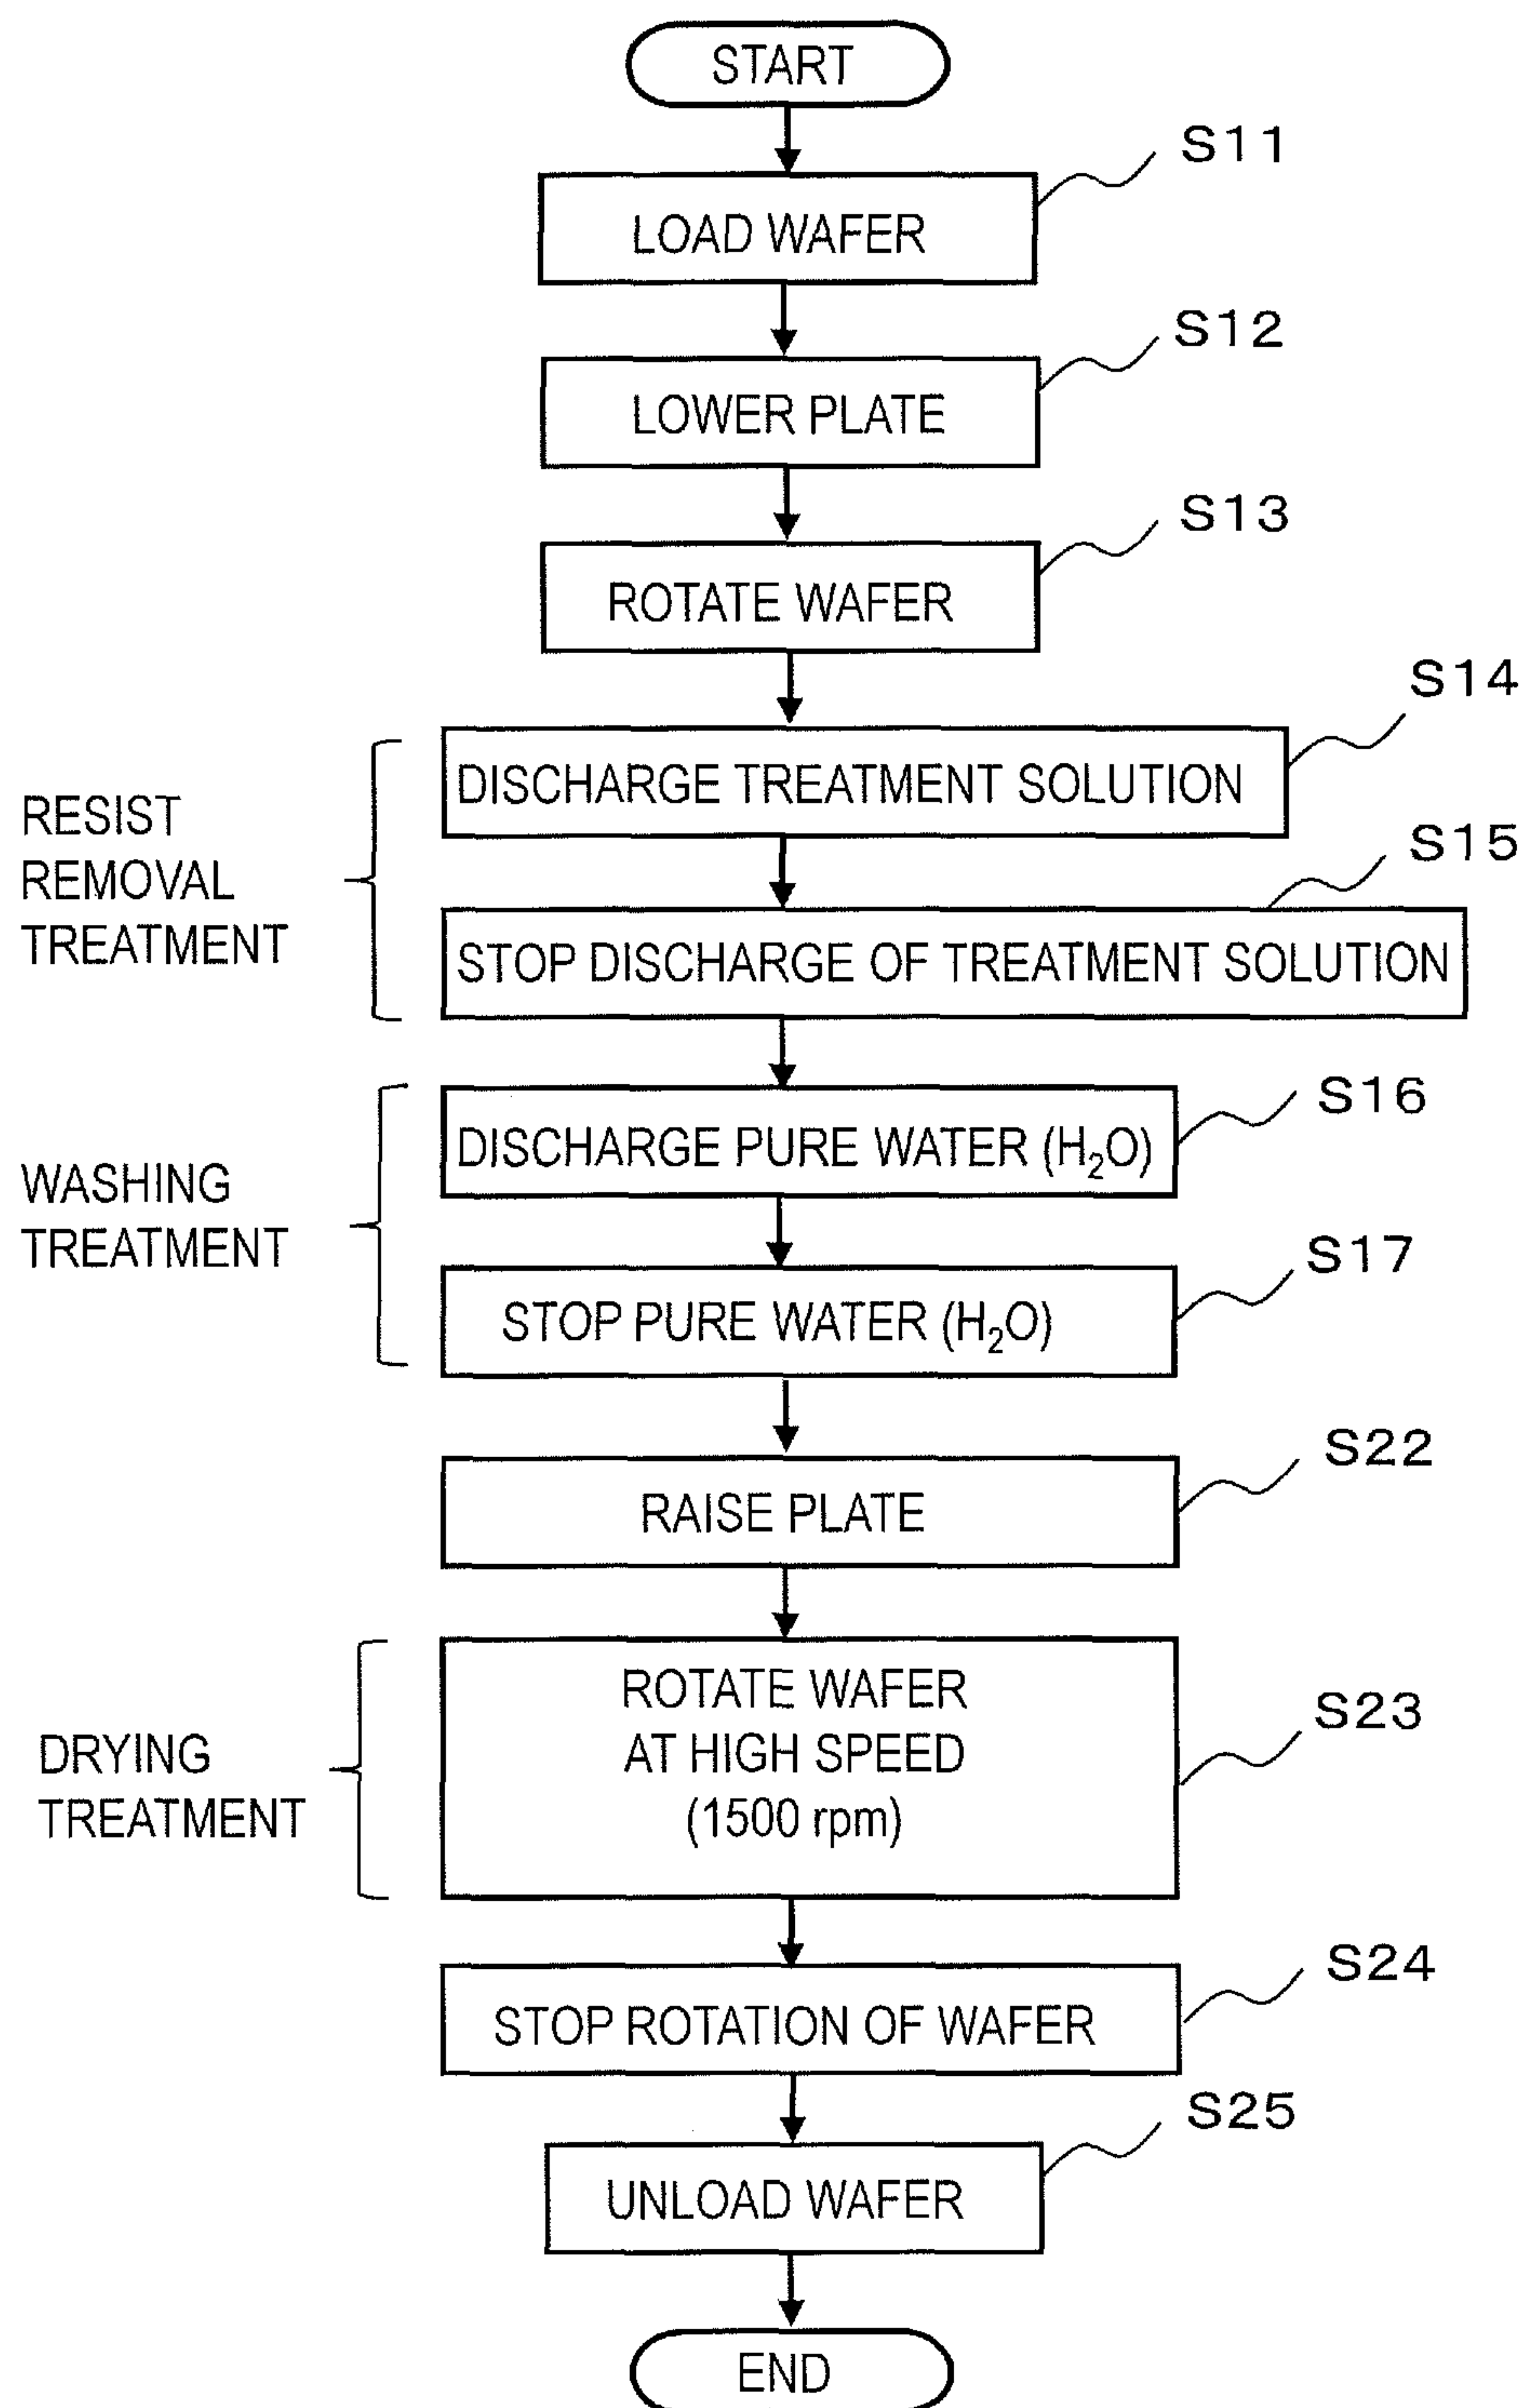 START
S11
LOAD WAFER
S12
LOWER PLATE
S13
ROTATE WAFER
S14
DISCHARGE TREATMENT SOLUTION
RESIST
REMOVAL
TREATMENT
S15
STOP DISCHARGE OF TREATMENT SOLUTION
S16
DISCHARGE PURE WATER (H₂O)
WASHING
TREATMENT
S17
STOP PURE WATER (H₂O)
S22
RAISE PLATE
ROTATE WAFER
AT HIGH SPEED
(1500 rpm)
S23
DRYING
TREATMENT
S24
STOP ROTATION OF WAFER
S25
UNLOAD WAFER
END